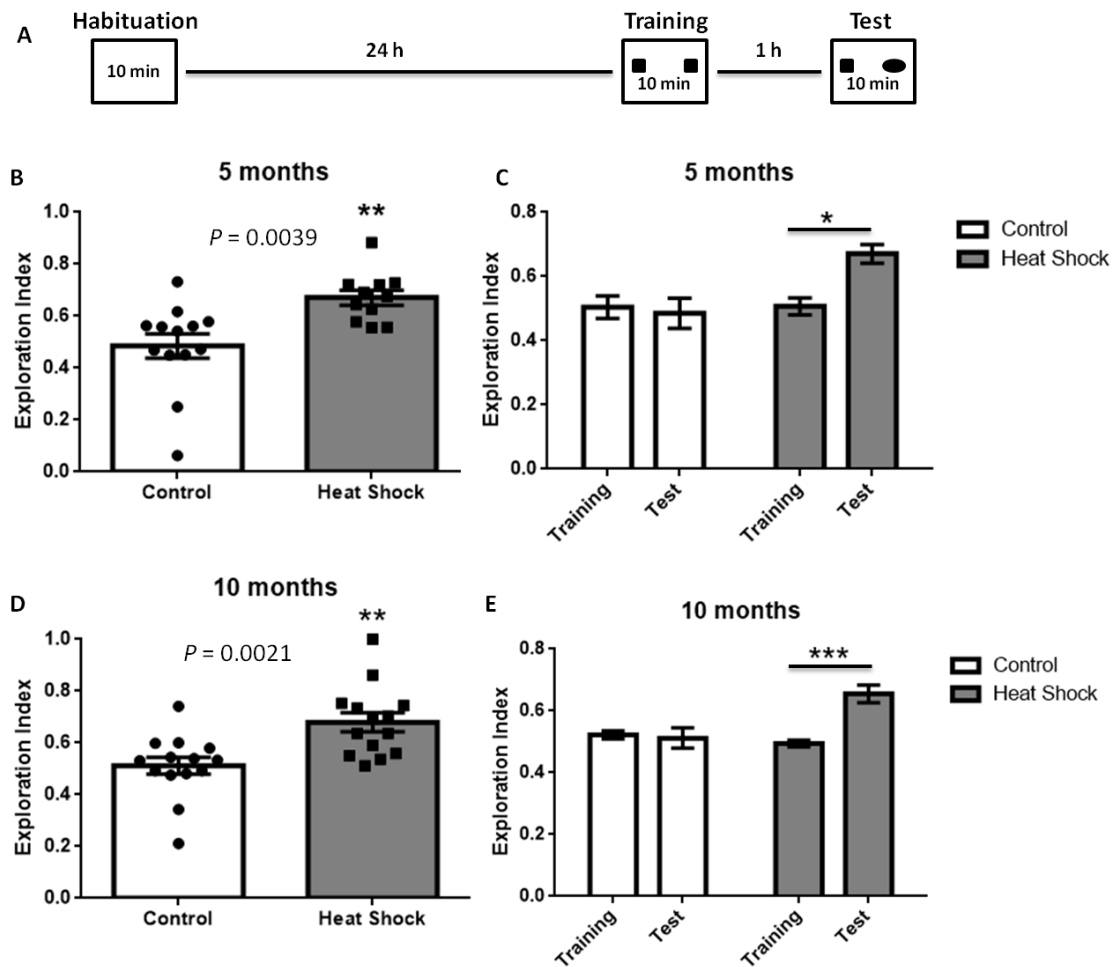 A
Habituation
10 min
24 h
Training
10 min
1 h
Test
10 min
B
5 months
Exploration Index
1.0
0.8
0.6
0.4
0.2
0.0
P = 0.0039
**
Control
Heat Shock
C
5 months
Exploration Index
0.8
0.6
0.4
0.2
0.0
*
Training
Test
Training
Test
Control
Heat Shock
D
10 months
Exploration Index
1.0
0.8
0.6
0.4
0.2
0.0
P = 0.0021
**
Control
Heat Shock
E
10 months
Exploration Index
0.8
0.6
0.4
0.2
0.0
***
Training
Test
Training
Test
Control
Heat Shock